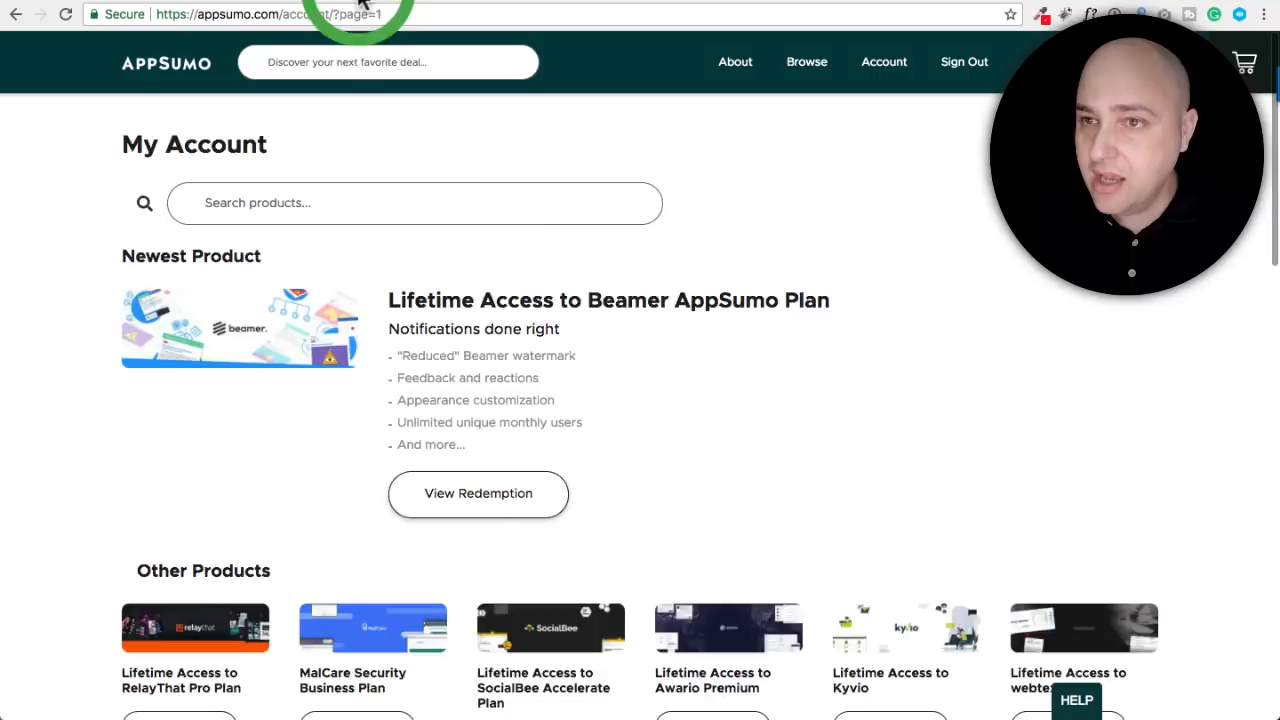 Secure https://appsumo.com/account/?page=1
APPSUMO
Discover your next favorite deal...
About
Browse
Account
Sign Out
My Account
Search products...
Newest Product
beamer.
Lifetime Access to Beamer AppSumo Plan
Notifications done right
- "Reduced" Beamer watermark
- Feedback and reactions
- Appearance customization
- Unlimited unique monthly users
- And more...
View Redemption
Other Products
relaythat
MalCare
SocialBee
kyvio
Lifetime Access to
RelayThat Pro Plan
MalCare Security
Business Plan
Lifetime Access to
SocialBee Accelerate
Plan
Lifetime Access to
Awario Premium
Lifetime Access to
Kyvio
Lifetime Access to
HELP